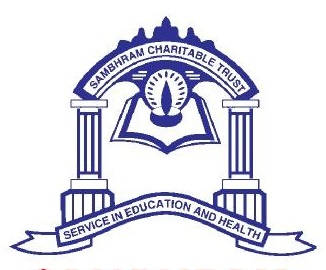 SAMBHRAM CHARITABLE TRUST
SERVICE IN EDUCATION AND HEALTH